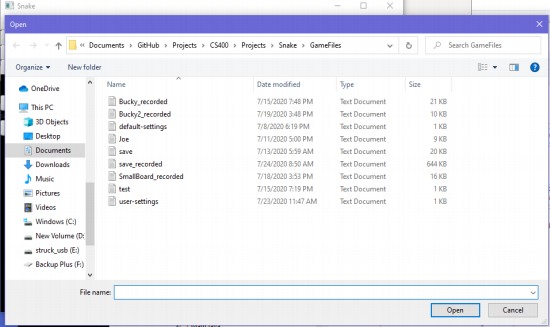 Snake
Open
« Documents > GitHub > Projects > CS400 > Projects > Snake > GameFiles
Search GameFiles
Organize New folder
Name Date modified Type Size
OneDrive
This PC
3D Objects
Desktop
Documents
Downloads
Music
Pictures
Videos
Windows (C:)
New Volume (D:
struck_usb (E:)
Backup Plus (F:)
Bucky_recorded 7/15/2020 7:48 PM Text Document 21 KB
Bucky2_recorded 7/19/2020 3:48 PM Text Document 10 KB
default-settings 7/8/2020 6:19 PM Text Document 1 KB
Joe 7/11/2020 5:00 PM Text Document 9 KB
save 7/13/2020 5:59 AM Text Document 20 KB
save_recorded 7/24/2020 8:50 AM Text Document 644 KB
SmallBoard_recorded 7/18/2020 3:53 PM Text Document 16 KB
test 7/15/2020 7:19 PM Text Document 1 KB
user-settings 7/23/2020 11:47 AM Text Document 1 KB
File name:
Open Cancel